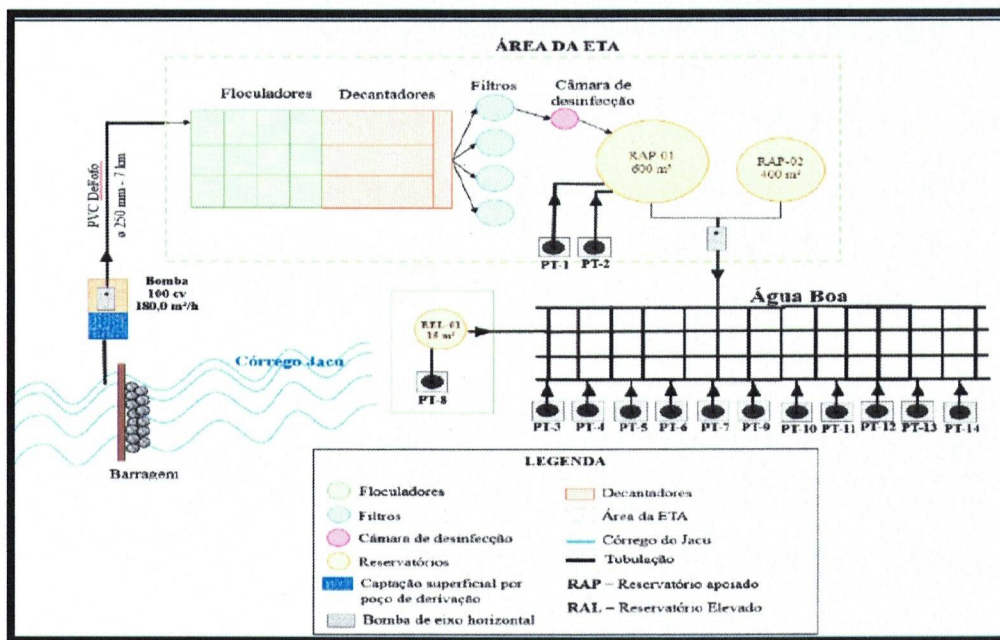 ÁREA DA ETA
Floculadores
Decantadores
Filtros
Câmara de
desinfecção
RAP-01
600 m³
RAP-02
400 m³
PT-1
PT-2
PVC DeFofo
ø 250 mm - 7 km
Bomba
100 cv
180,0 m³/h
Córrego Jacu
Barragem
REL-01
15 m³
PT-8
Água Boa
PT-3
PT-4
PT-5
PT-6
PT-7
PT-9
PT-10
PT-11
PT-12
PT-13
PT-14
LEGENDA
Floculadores
Filtros
Câmara de desinfecção
Reservatórios
Captação superficial por
poço de derivação
Bomba de eixo horizontal
Decantadores
Área da ETA
Córrego do Jacu
Tubulação
RAP – Reservatório apoiado
RAL – Reservatório Elevado